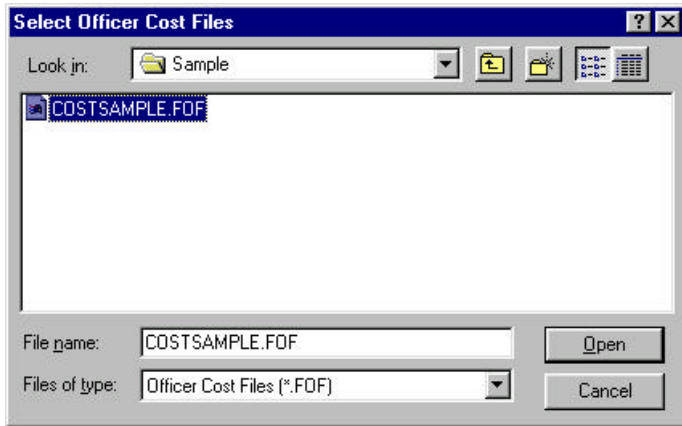 Select Officer Cost Files
Look in: Sample
COSTSAMPLE.FOF
File name: COSTSAMPLE.FOF Open
Files of type: Officer Cost Files (*.FOF) Cancel